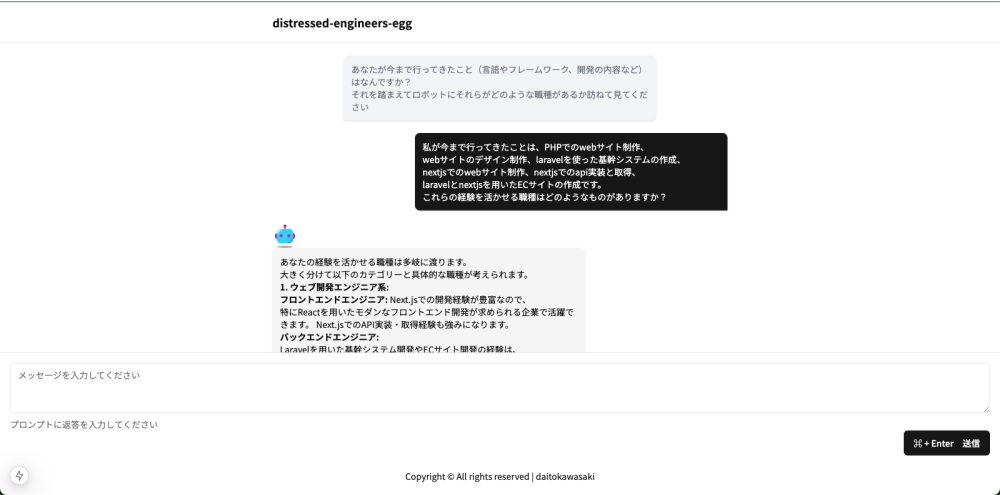 distressed-engineers-egg
あなたが今まで行ってきたこと（言語やフレームワーク、開発の内容など）
はなんですか？
それを踏まえてロボットにそれらがどのような職種があるか訪ねて見てくだ
さい
私が今まで行ってきたことは、PHPでのwebサイト制作、
webサイトのデザイン制作、laravelを使った基幹システムの作成、
nextjsでのwebサイト制作、nextjsでのapi実装と取得、
laravelとnextjsを用いたECサイトの作成です。
これらの経験を活かせる職種はどのようなものがありますか？
あなたの経験を活かせる職種は多岐に渡ります。
大きく分けて以下のカテゴリーと具体的な職種が考えられます。
1. ウェブ開発エンジニア系:
フロントエンドエンジニア: Next.jsでの開発経験が豊富なので、
特にReactを用いたモダンなフロントエンド開発が求められる企業で活躍で
きます。 Next.jsでのAPI実装・取得経験も強みになります。
バックエンドエンジニア:
Laravelを用いた基幹システム開発やECサイト開発の経験は、
メッセージを入力してください
プロンプトに返答を入力してください
⌘ + Enter 送信
Copyright © All rights reserved | daitokawasaki